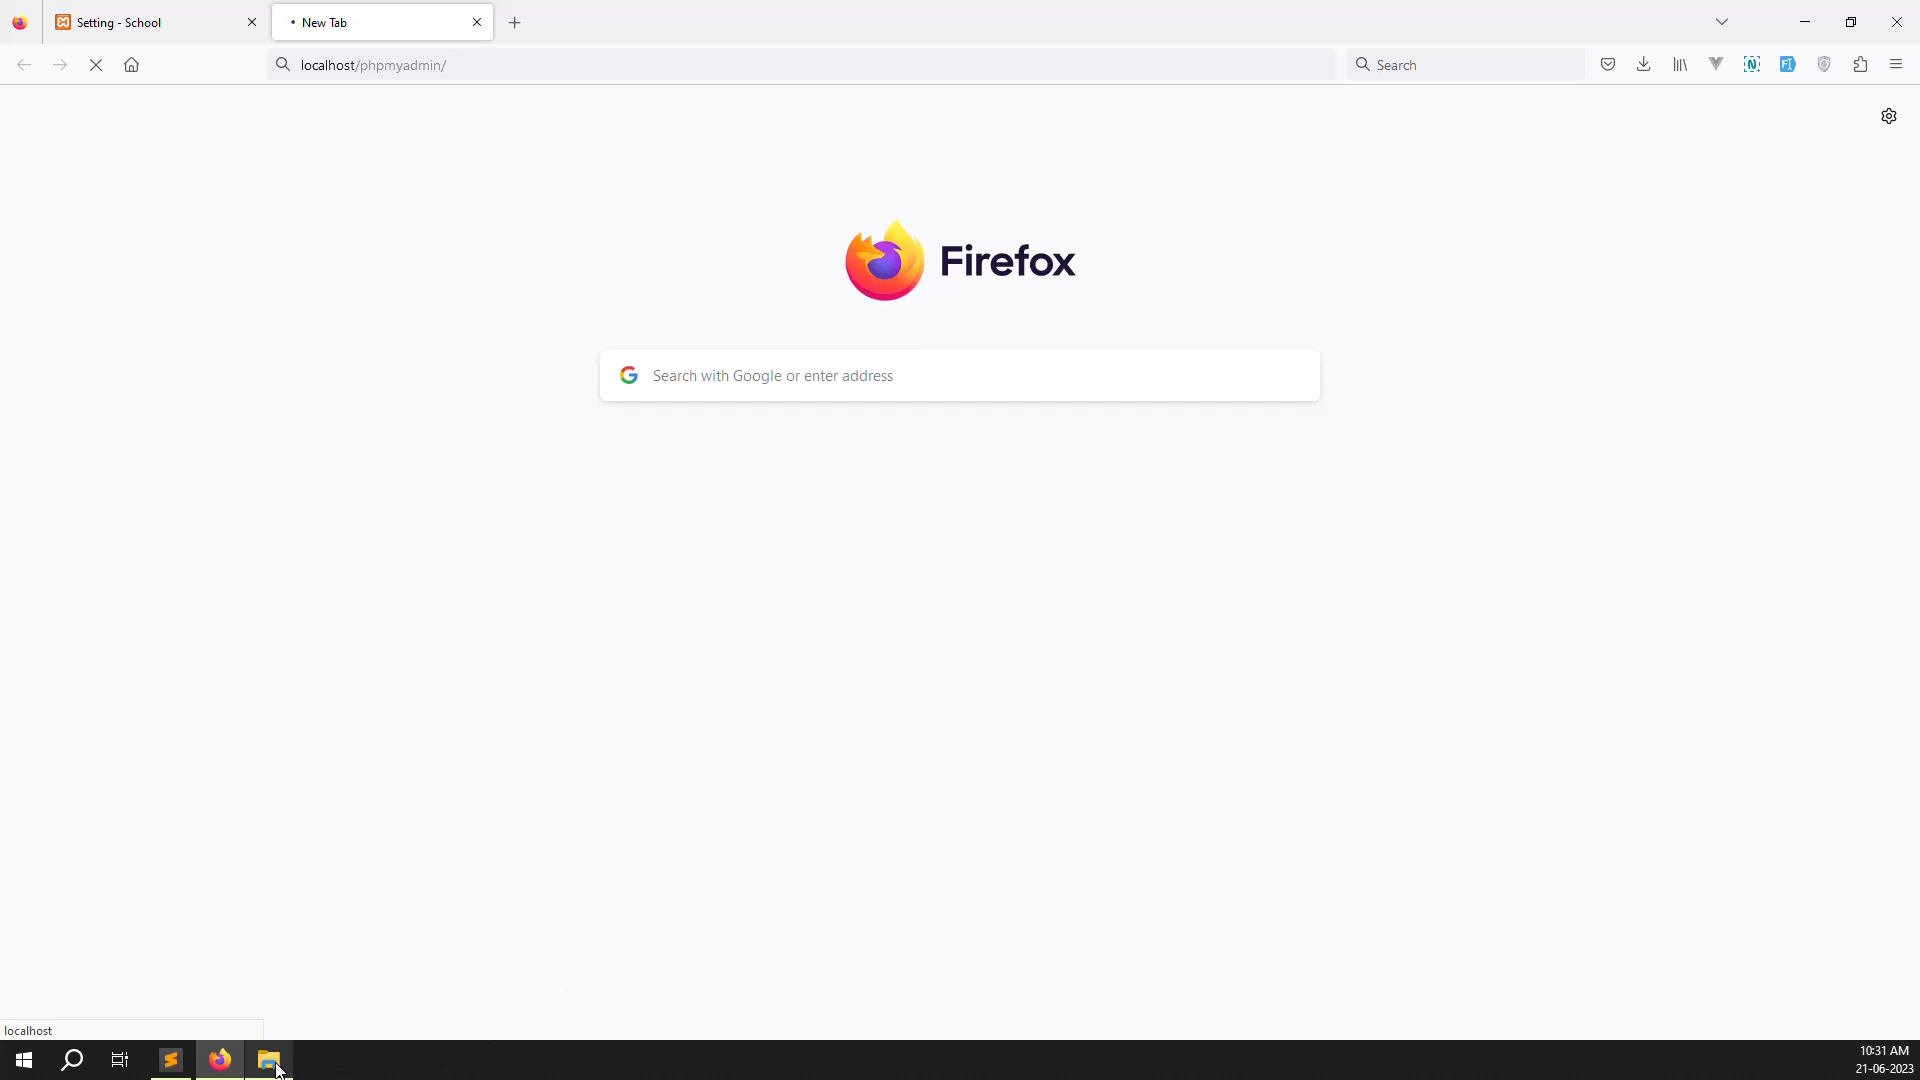 Setting - School
New Tab
localhost/phpmyadmin/
Search
Firefox
Search with Google or enter address
localhost
10:31 AM
21-06-2023